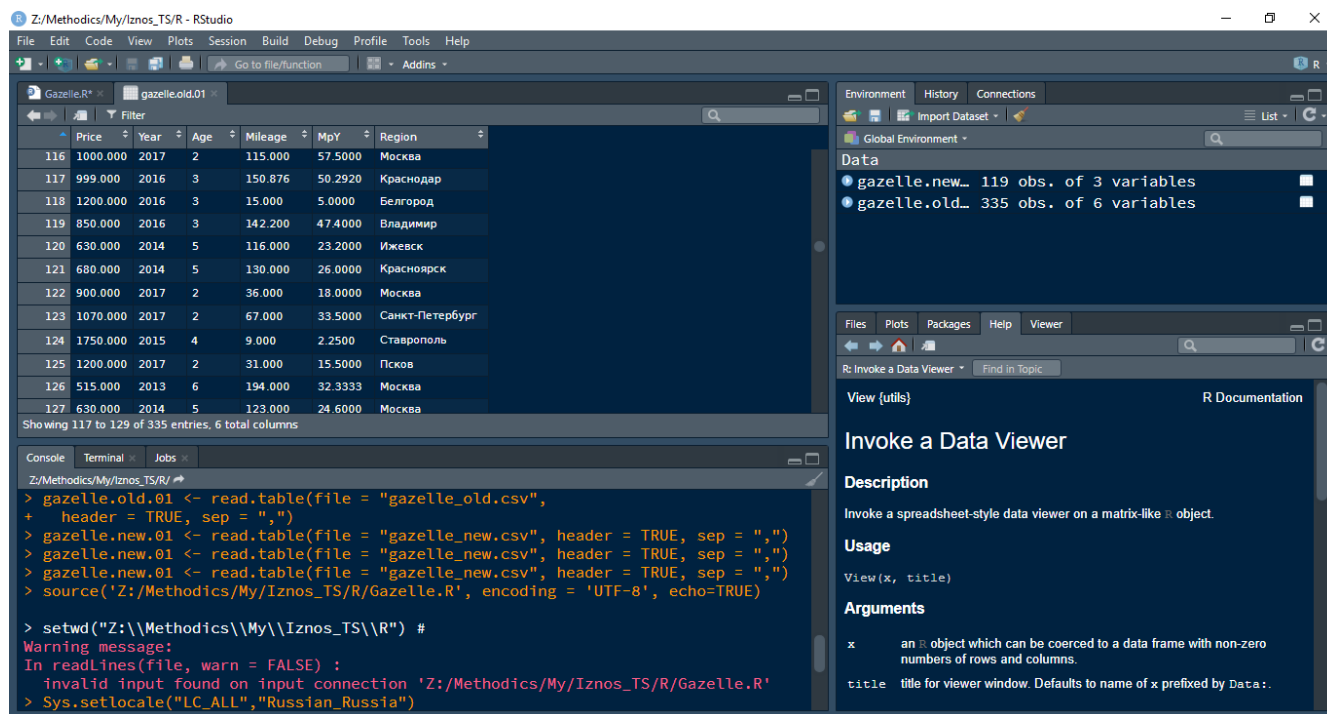 Z:/Methodics/My/Iznos_TS/R - RStudio
File Edit Code View Plots Session Build Debug Profile Tools Help
Go to file/function Addins
R
Gazelle.R* gazelle.old.01
Filter
Price Year Age Mileage MpY Region
116 1000.000 2017 2 115.000 57.5000 Москва
117 999.000 2016 3 150.876 50.2920 Краснодар
118 1200.000 2016 3 15.000 5.0000 Белгород
119 850.000 2016 3 142.200 47.4000 Владимир
120 630.000 2014 5 116.000 23.2000 Ижевск
121 680.000 2014 5 130.000 26.0000 Красноярск
122 900.000 2017 2 36.000 18.0000 Москва
123 1070.000 2017 2 67.000 33.5000 Санкт-Петербург
124 1750.000 2015 4 9.000 2.2500 Ставрополь
125 1200.000 2017 2 31.000 15.5000 Псков
126 515.000 2013 6 194.000 32.3333 Москва
127 630.000 2014 5 123.000 24.6000 Москва
Showing 117 to 129 of 335 entries, 6 total columns
Console Terminal Jobs
Z:/Methodics/My/Iznos_TS/R/
> gazelle.old.01 <- read.table(file = "gazelle_old.csv",
+ header = TRUE, sep = ",")
> gazelle.new.01 <- read.table(file = "gazelle_new.csv", header = TRUE, sep = ",")
> gazelle.new.01 <- read.table(file = "gazelle_new.csv", header = TRUE, sep = ",")
> gazelle.new.01 <- read.table(file = "gazelle_new.csv", header = TRUE, sep = ",")
> source('Z:/Methodics/My/Iznos_TS/R/Gazelle.R', encoding = 'UTF-8', echo=TRUE)
> setwd("Z:\\Methodics\\My\\Iznos_TS\\R") #
Warning message:
In readLines(file, warn = FALSE) :
invalid input found on input connection 'Z:/Methodics/My/Iznos_TS/R/Gazelle.R'
> Sys.setlocale("LC_ALL","Russian_Russia")
Environment History Connections
Import Dataset List
Global Environment
Data
gazelle.new… 119 obs. of 3 variables
gazelle.old… 335 obs. of 6 variables
Files Plots Packages Help Viewer
R: Invoke a Data Viewer Find in Topic
View {utils} R Documentation
Invoke a Data Viewer
Description
Invoke a spreadsheet-style data viewer on a matrix-like R object.
Usage
View(x, title)
Arguments
x an R object which can be coerced to a data frame with non-zero
numbers of rows and columns.
title title for viewer window. Defaults to name of x prefixed by Data:.